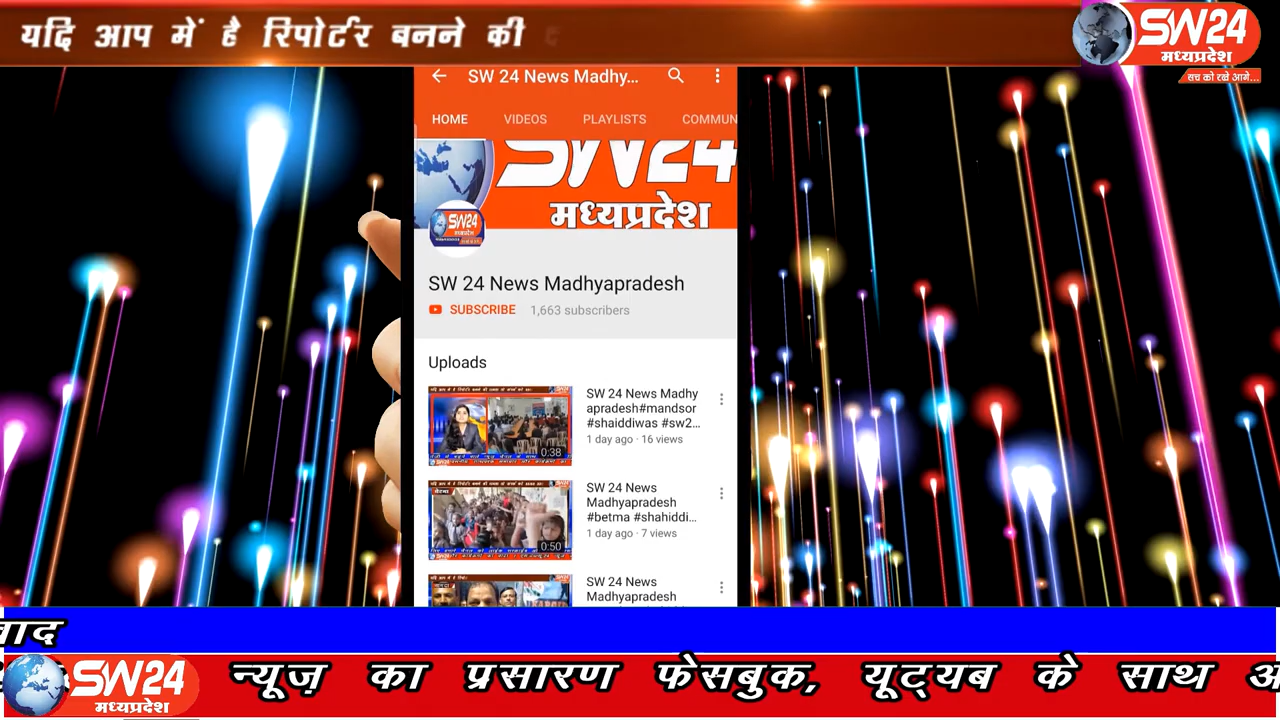 यदि आप में है रिपोर्टर बनने की
SW24
मध्यप्रदेश
सच को रखे आगे...
SW 24 News Madhy...
HOME VIDEOS PLAYLISTS COMMUN
SW24
मध्यप्रदेश
SW24
SW 24 News Madhyapradesh
SUBSCRIBE 1,663 subscribers
Uploads
SW 24 News Madhy
apradesh#mandsor
#shaiddiwas #sw2...
1 day ago · 16 views
0:38
SW 24 News
Madhyapradesh
#betma #shahiddi...
1 day ago · 7 views
0:50
SW 24 News
Madhyapradesh
वाद
SW24
मध्यप्रदेश
न्यूज़ का प्रसारण फेसबुक, यूट्यब के साथ अ